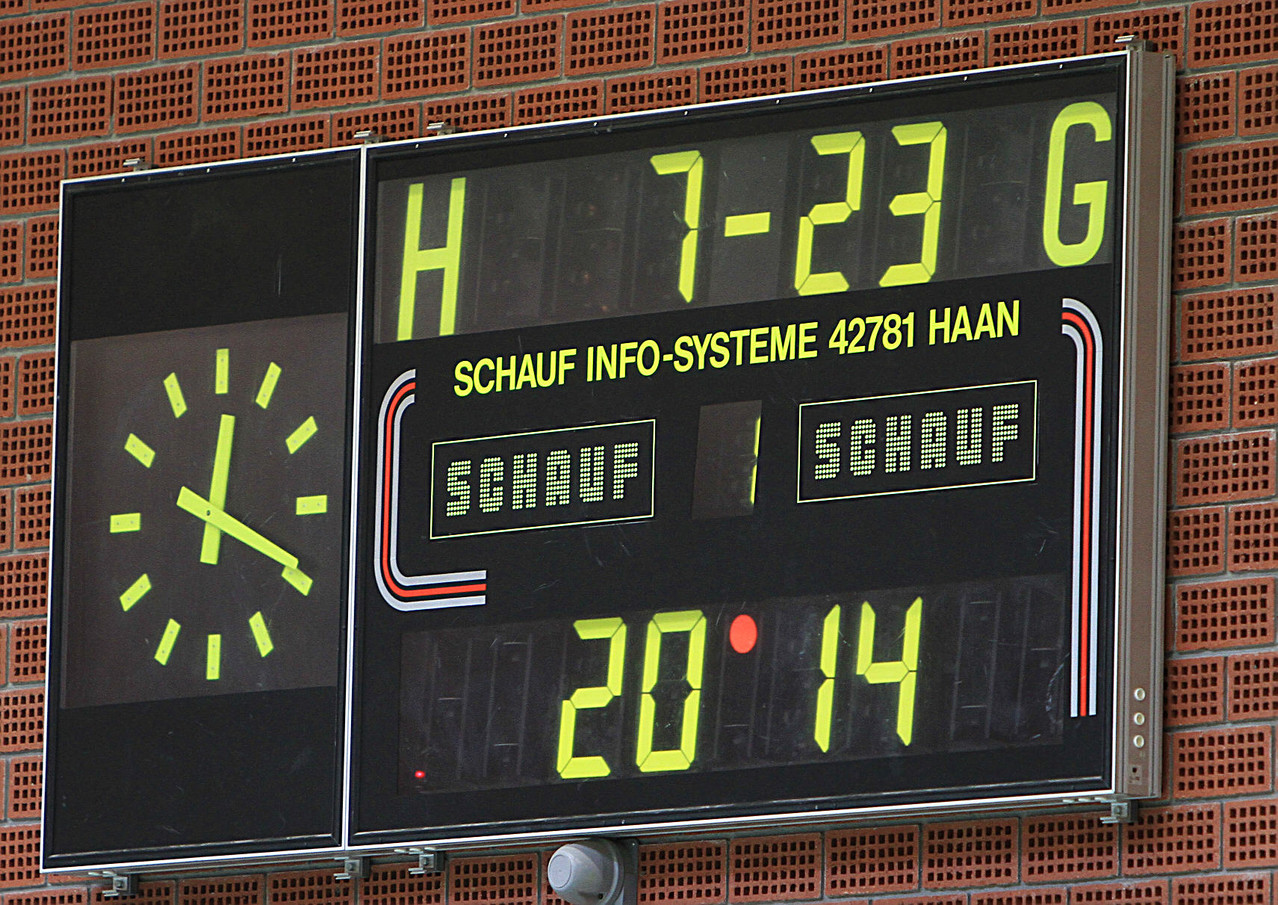 H 7-23 G
SCHAUF INFO-SYSTEME 42781 HAAN
SCHAUF 1 SCHAUF
20 14